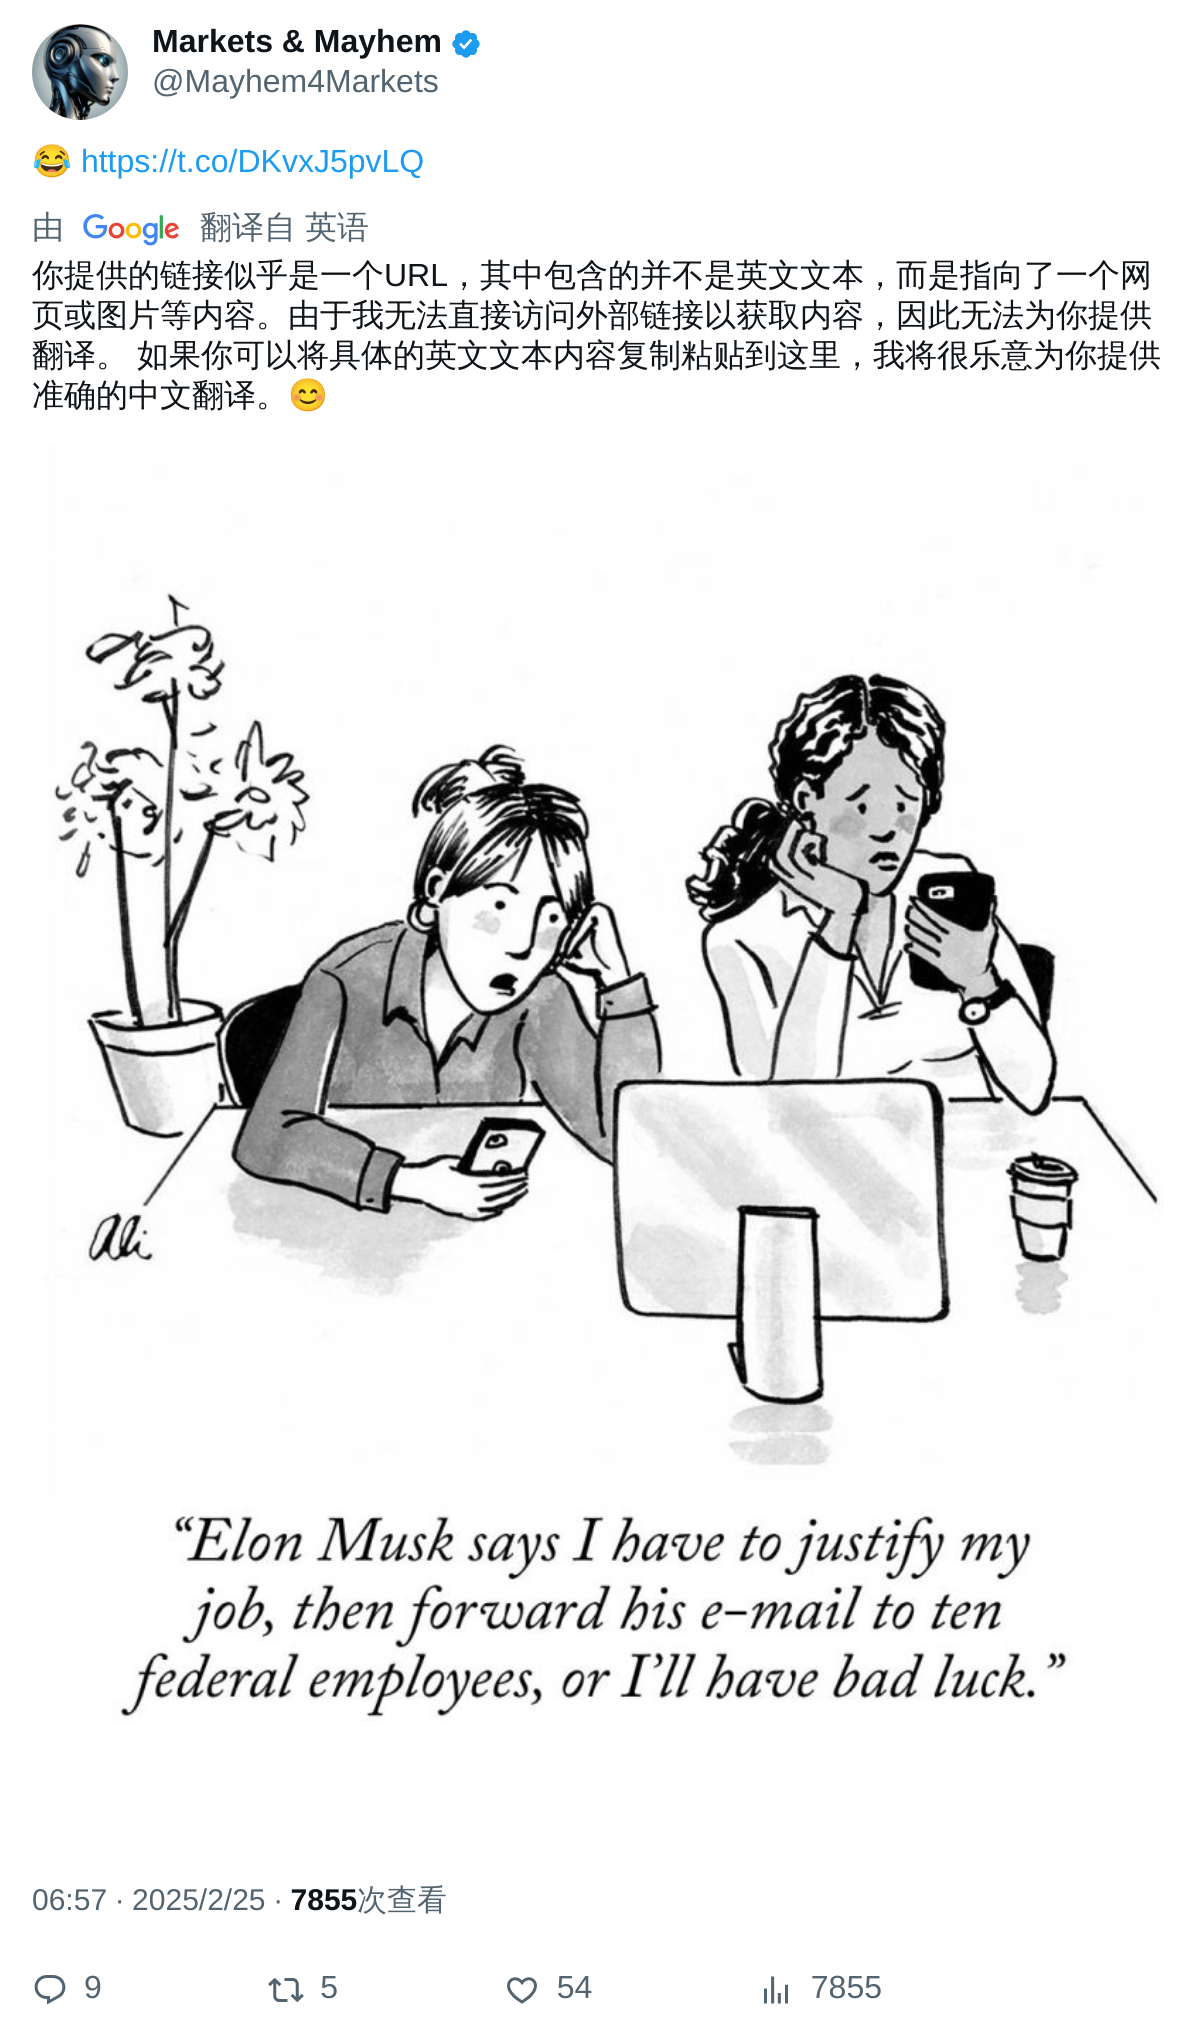 Markets & Mayhem
@Mayhem4Markets
😂 https://t.co/DKvxJ5pvLQ
由 Google 翻译自 英语
你提供的链接似乎是一个URL，其中包含的并不是英文文本，而是指向了一个网
页或图片等内容。由于我无法直接访问外部链接以获取内容，因此无法为你提供
翻译。 如果你可以将具体的英文文本内容复制粘贴到这里，我将很乐意为你提供
准确的中文翻译。😊
Ali
“Elon Musk says I have to justify my
job, then forward his e-mail to ten
federal employees, or I’ll have bad luck.”
06:57 · 2025/2/25 · 7855次查看
9 5 54 7855